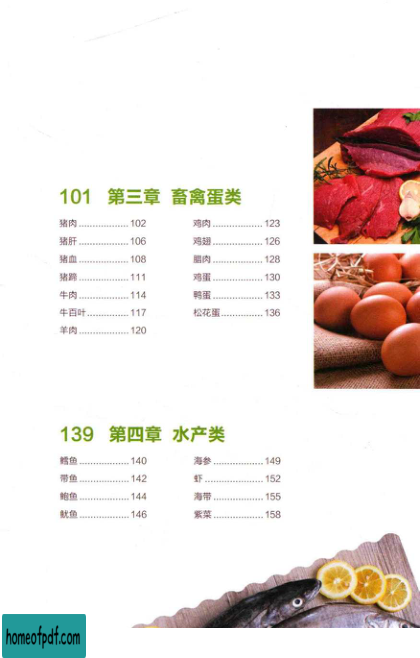 101 第三章 畜禽蛋类
猪肉..................102
猪肝..................106
猪血..................108
猪蹄..................111
牛肉..................114
牛百叶...............117
羊肉..................120
鸡肉..................123
鸡翅..................126
腊肉..................128
鸡蛋..................130
鸭蛋..................133
松花蛋...............136
139 第四章 水产类
鳕鱼..................140
带鱼..................142
鲍鱼..................144
鱿鱼..................146
海参..................149
虾......................152
海带..................155
紫菜..................158
homeofpdf.com